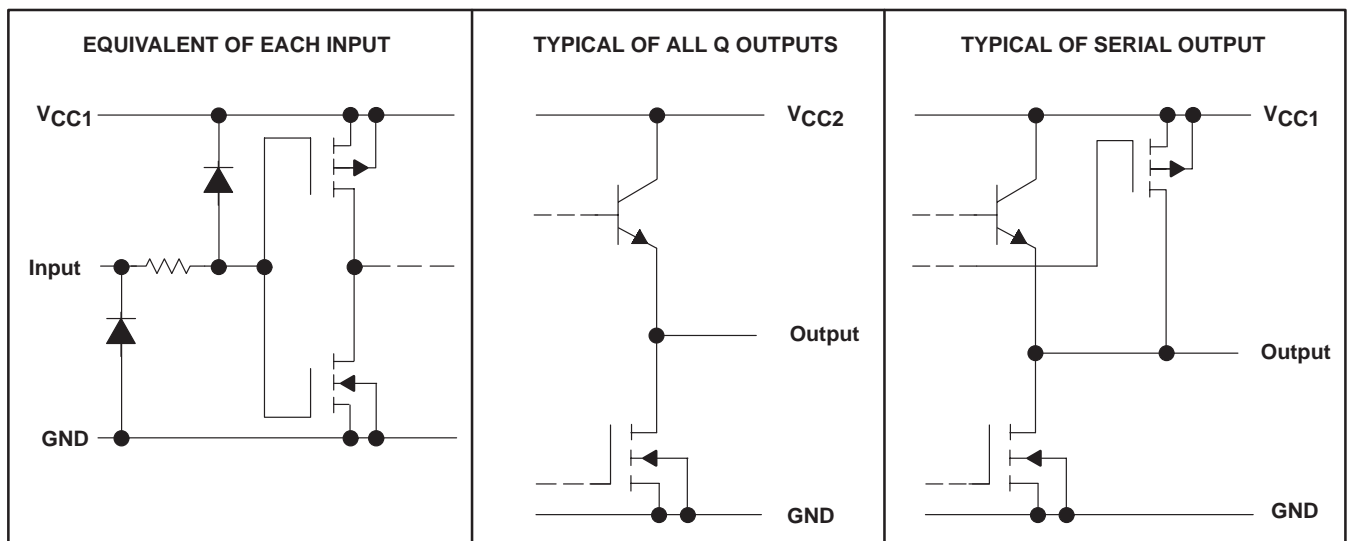 EQUIVALENT OF EACH INPUT
VCC1
Input
GND
TYPICAL OF ALL Q OUTPUTS
VCC2
Output
GND
TYPICAL OF SERIAL OUTPUT
VCC1
Output
GND